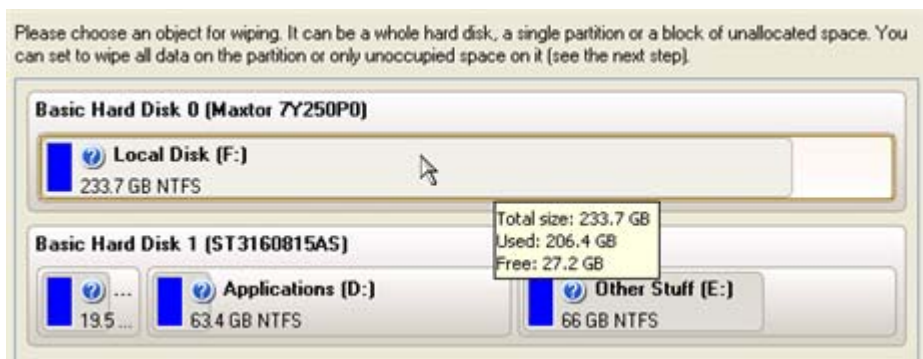 Please choose an object for wiping. It can be a whole hard disk, a single partition or a block of unallocated space. You
can set to wipe all data on the partition or only unoccupied space on it (see the next step).
Basic Hard Disk 0 (Maxtor 7Y250P0)
Local Disk (F:)
233.7 GB NTFS
Total size: 233.7 GB
Used: 206.4 GB
Free: 27.2 GB
Basic Hard Disk 1 (ST3160815AS)
...
19.5 ...
Applications (D:)
63.4 GB NTFS
Other Stuff (E:)
66 GB NTFS